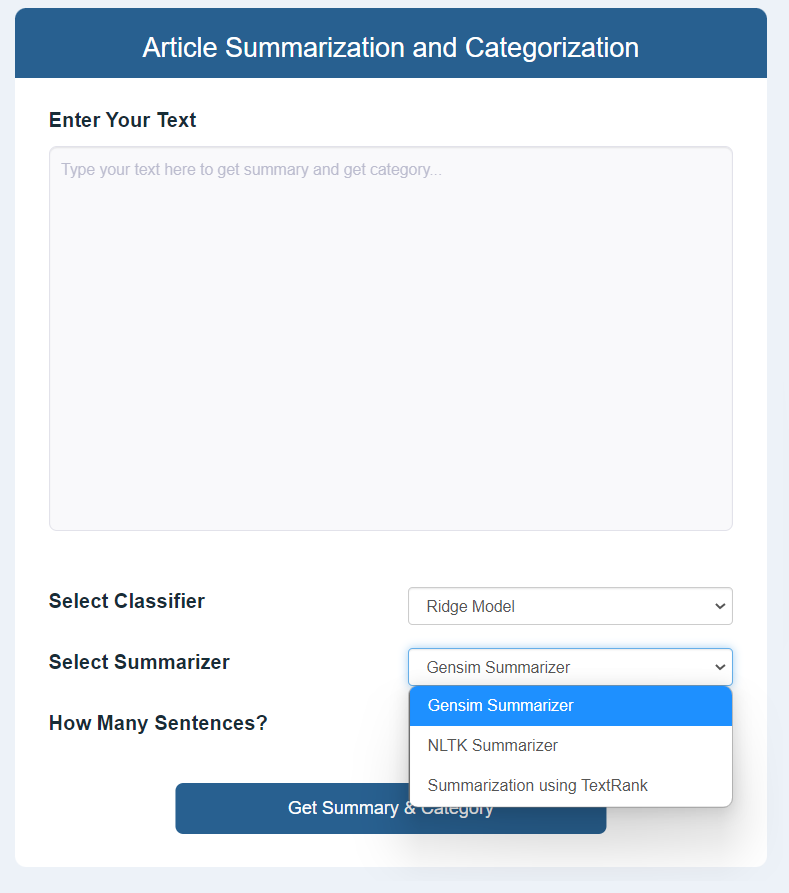 Article Summarization and Categorization
Enter Your Text
Type your text here to get summary and get category...
Select Classifier
Ridge Model
Select Summarizer
Gensim Summarizer
Gensim Summarizer
How Many Sentences?
NLTK Summarizer
Summarization using TextRank
Get Summary & Category